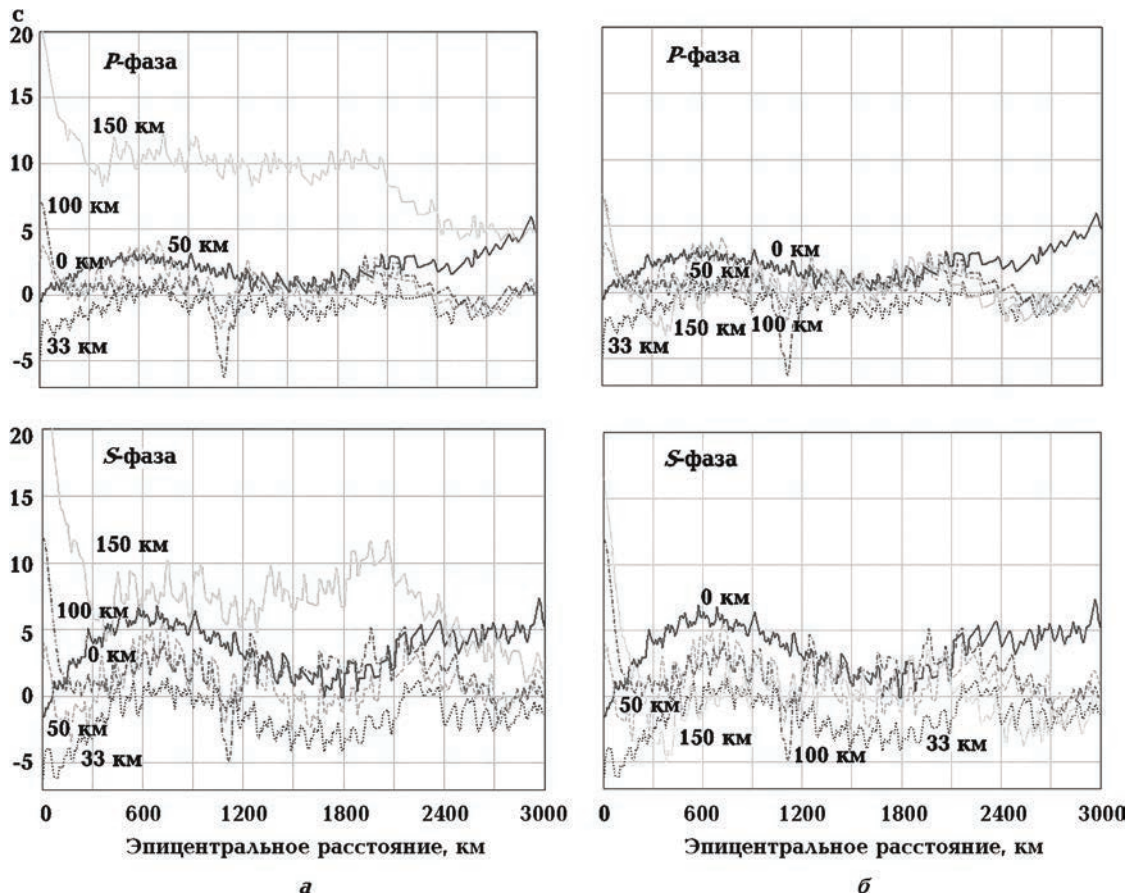 с
20
15
10
5
0
-5
P-фаза
150 км
100 км
0 км
50 км
33 км
P-фаза
0 км
50 км
150 км
100 км
33 км
20
15
10
5
0
-5
S-фаза
150 км
100 км
0 км
50 км
33 км
0 600 1200 1800 2400 3000
Эпицентральное расстояние, км
а
S-фаза
0 км
50 км
150 км
100 км
33 км
0 600 1200 1800 2400 3000
Эпицентральное расстояние, км
б